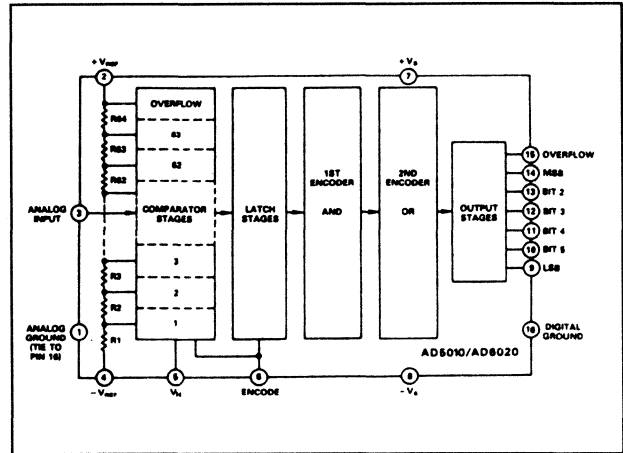 + VREF
2
+ Vs
7
OVERFLOW
R64
63
R63
62
R62
ANALOG
INPUT
3
COMPARATOR
STAGES
LATCH
STAGES
1ST
ENCODER
AND
2ND
ENCODER
OR
OUTPUT
STAGES
15 OVERFLOW
14 MSB
13 BIT 2
12 BIT 3
11 BIT 4
10 BIT 5
9 LSB
3
R3
2
R2
1
R1
ANALOG
GROUND
(TIE TO
PIN 16)
1
16
DIGITAL
GROUND
AD5010/AD6020
4
- VREF
5
VH
6
ENCODE
8
- Vs